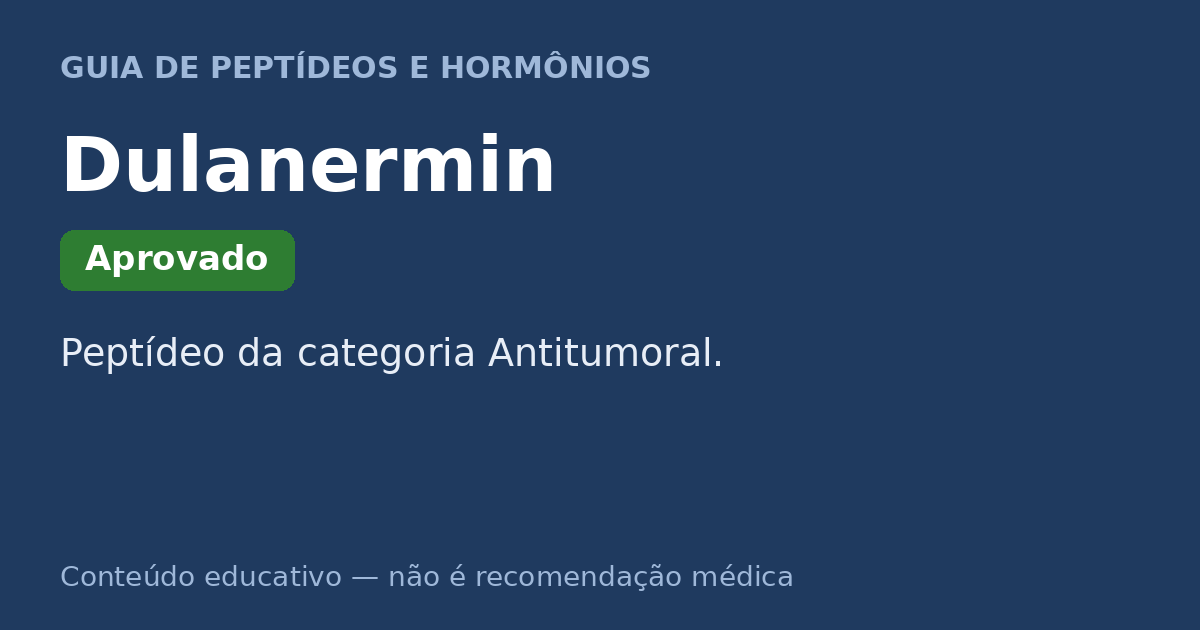 GUIA DE PEPTÍDEOS E HORMÔNIOS
Dulanermin
Aprovado
Peptídeo da categoria Antitumoral.
Conteúdo educativo — não é recomendação médica